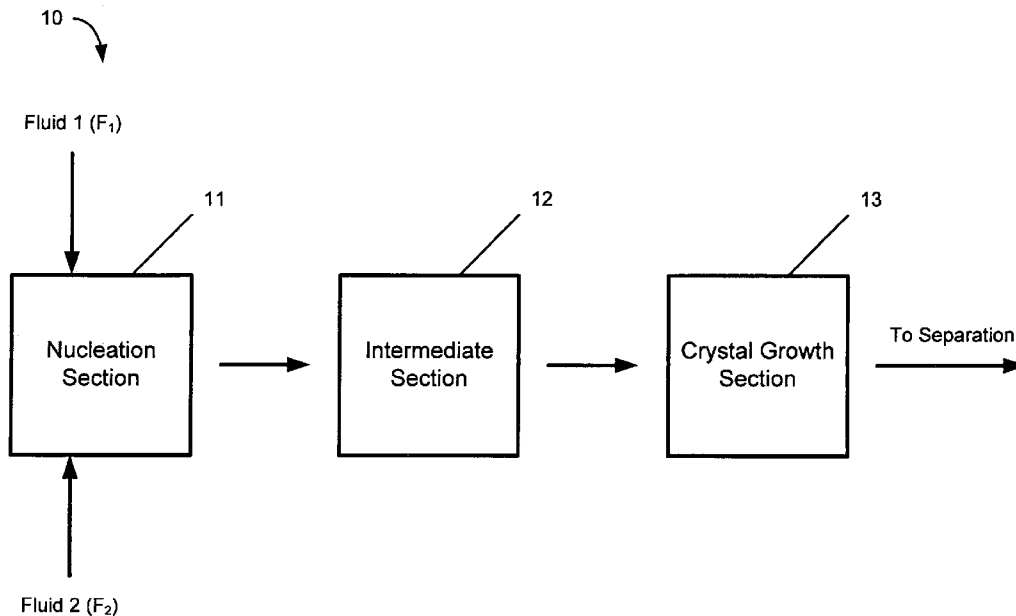 10
Fluid 1 (F₁)
11
12
13
Nucleation
Section
Intermediate
Section
Crystal Growth
Section
To Separation
Fluid 2 (F₂)